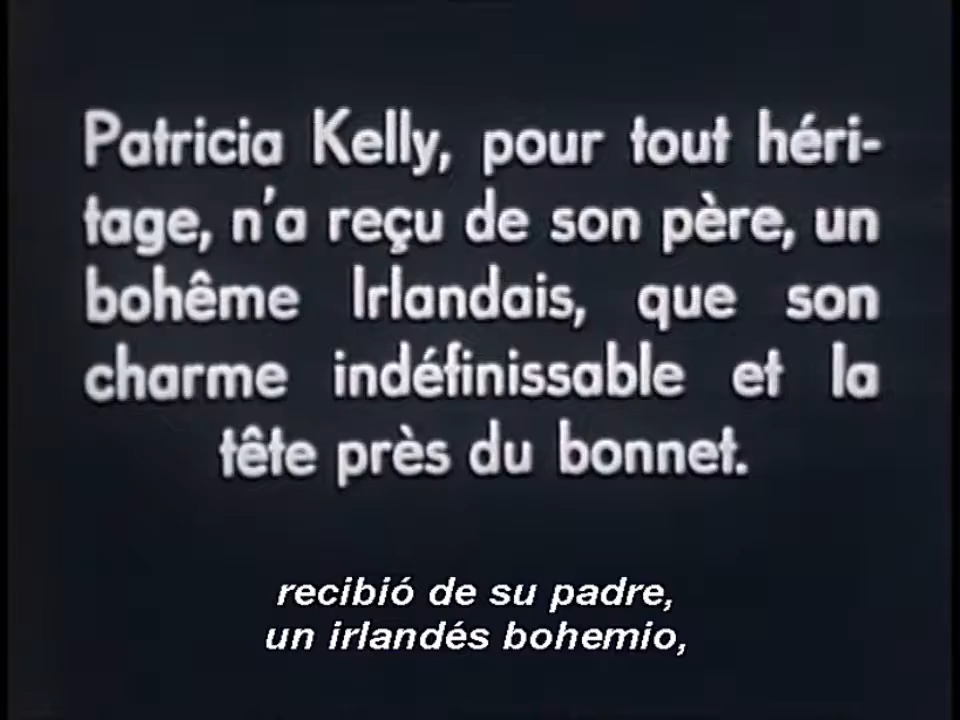 Patricia Kelly, pour tout héri-
tage, n'a reçu de son père, un
bohême Irlandais, que son
charme indéfinissable et la
tête près du bonnet.
recibió de su padre,
un irlandés bohemio,